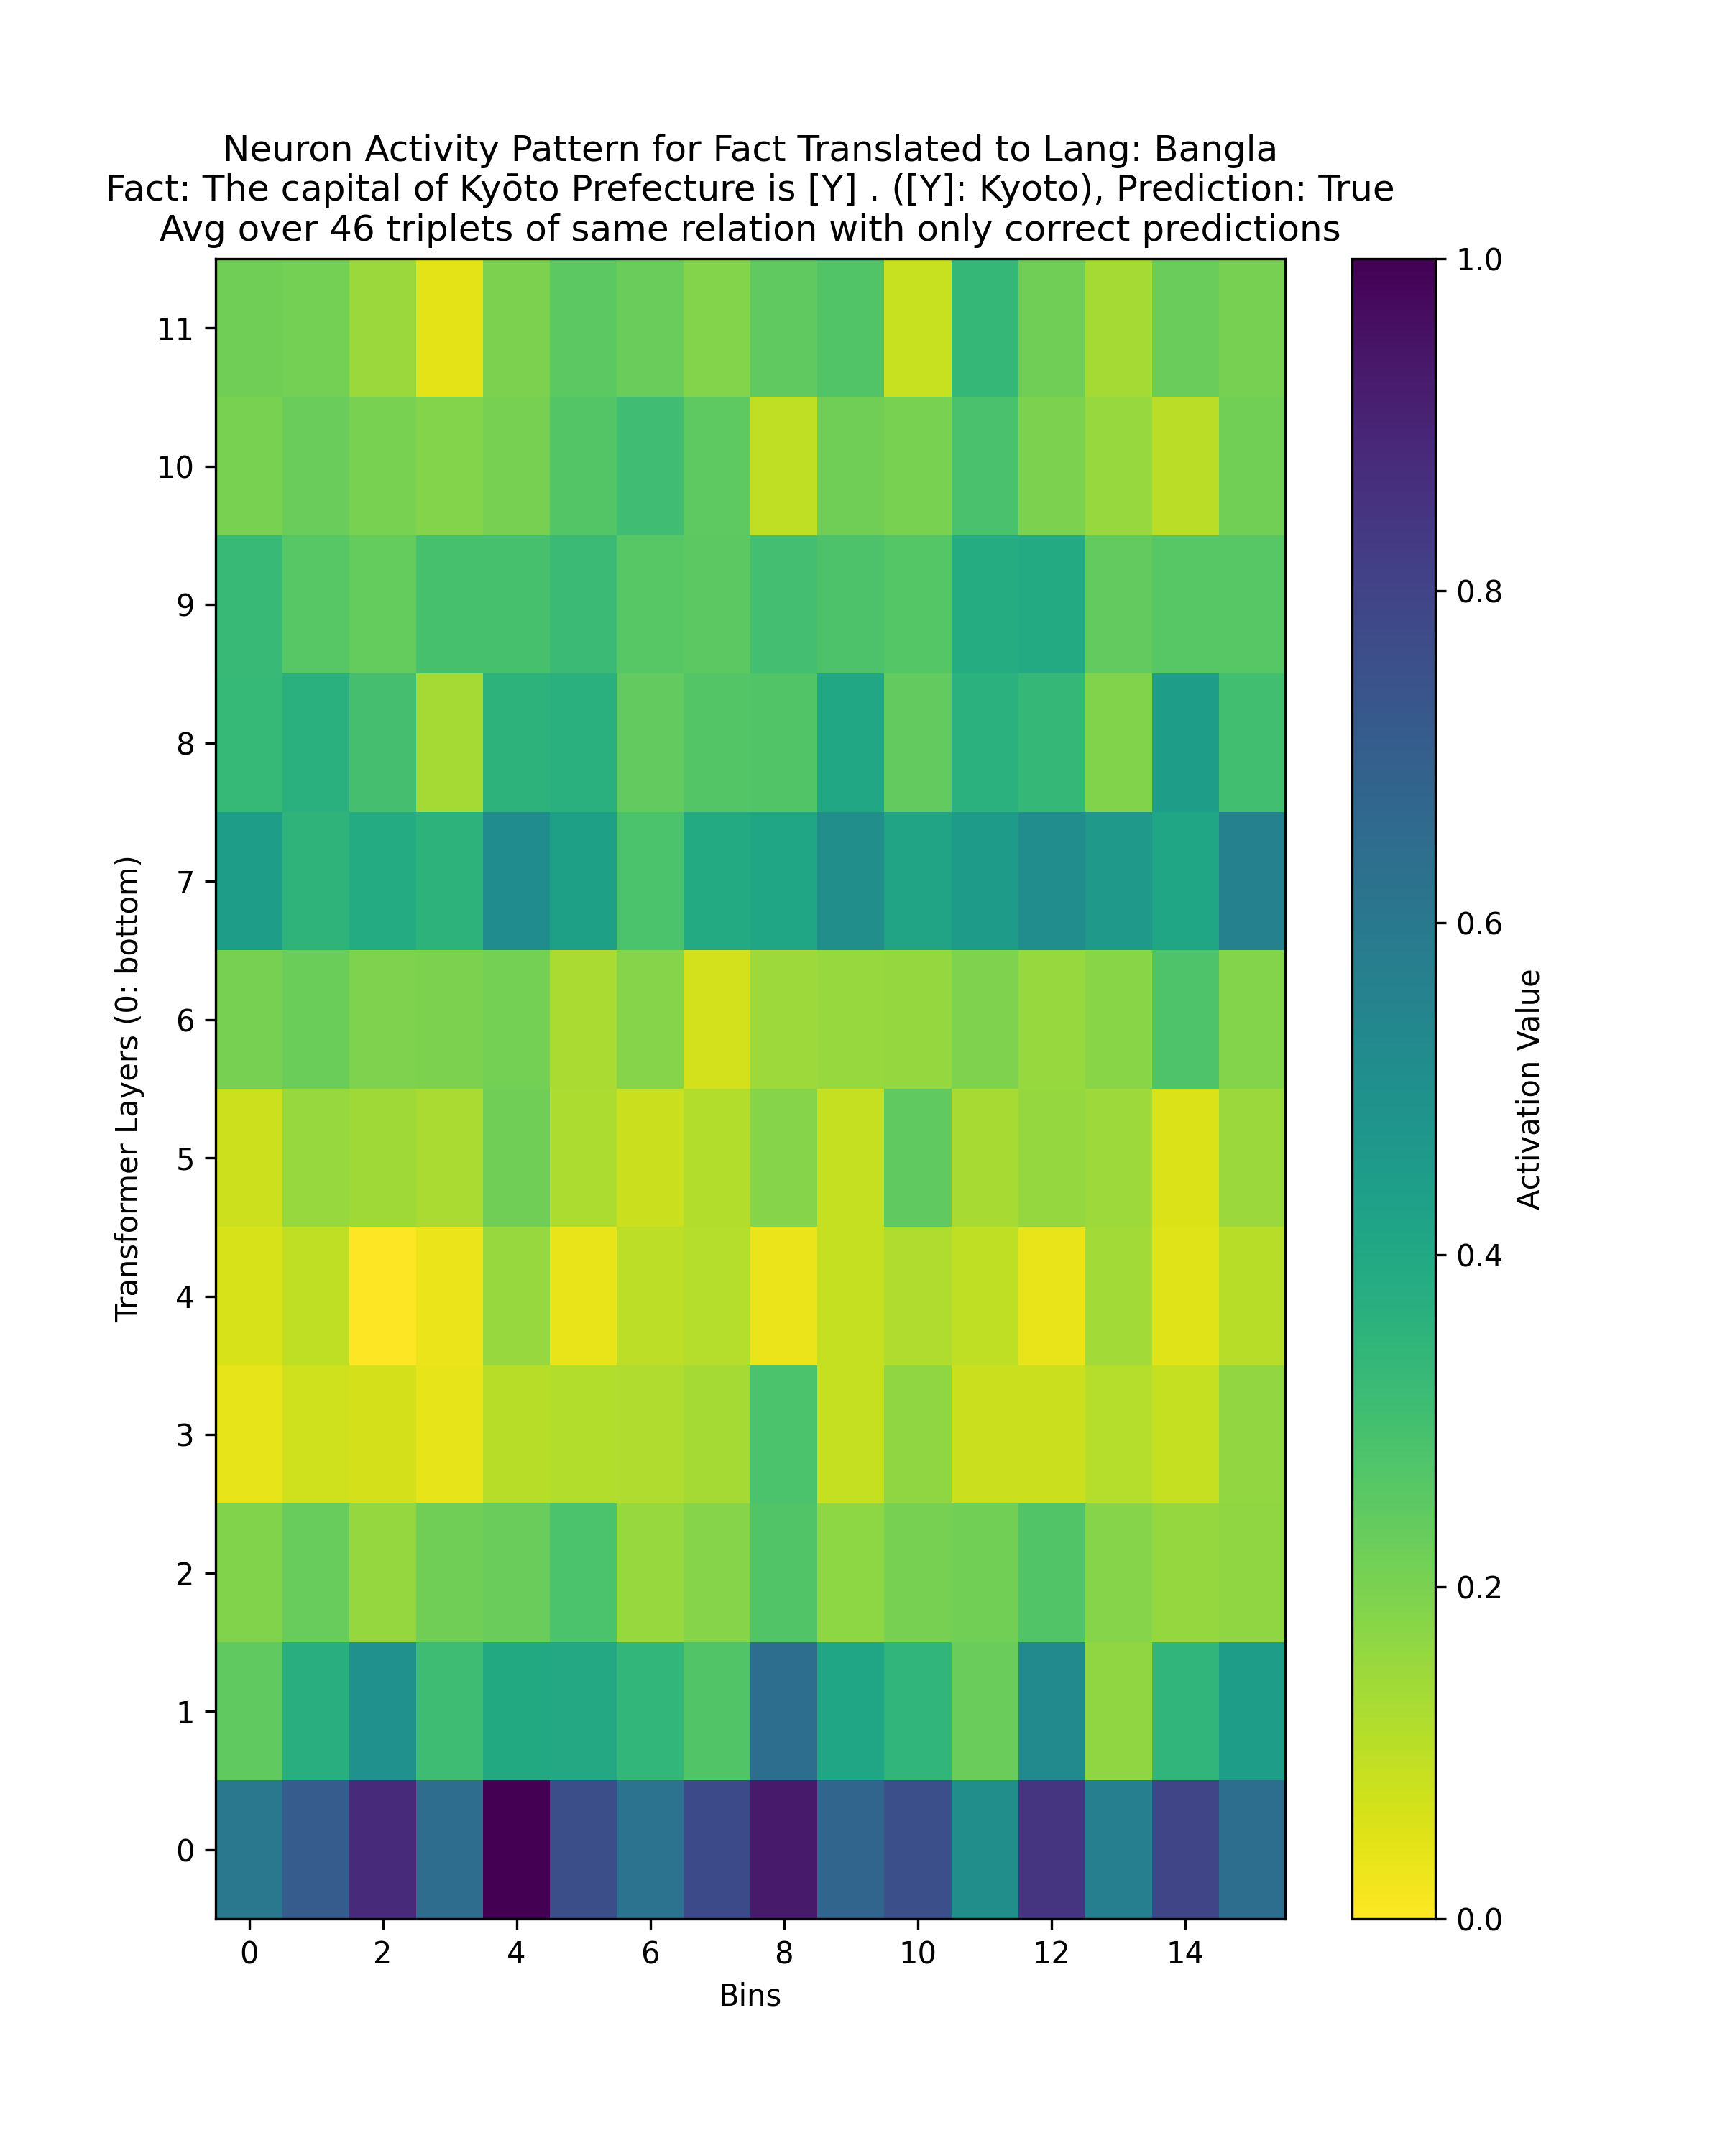 Neuron Activity Pattern for Fact Translated to Lang: Bangla
Fact: The capital of Kyōto Prefecture is [Y] . ([Y]: Kyoto), Prediction: True
Avg over 46 triplets of same relation with only correct predictions
Transformer Layers (0: bottom)
11
10
9
8
7
6
5
4
3
2
1
0
0 2 4 6 8 10 12 14
Bins
1.0
0.8
0.6
0.4
0.2
0.0
Activation Value